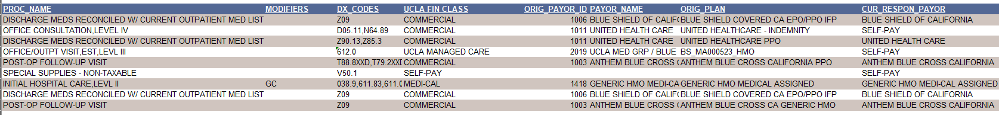 PROC_NAME MODIFIERS DX_CODES UCLA FIN CLASS ORIG_PAYOR_ID PAYOR_NAME ORIG_PLAN CUR_RESPON_PAYOR
DISCHARGE MEDS RECONCILED W/ CURRENT OUTPATIENT MED LIST Z09 COMMERCIAL 1006 BLUE SHIELD OF CALIF( BLUE SHIELD COVERED CA EPO/PPO IFP BLUE SHIELD OF CALIFORNIA
OFFICE CONSULTATION,LEVEL IV D05.11,N64.89 COMMERCIAL 1011 UNITED HEALTH CARE UNITED HEALTHCARE - INDEMNITY SELF-PAY
DISCHARGE MEDS RECONCILED W/ CURRENT OUTPATIENT MED LIST Z90.13,Z85.3 COMMERCIAL 1011 UNITED HEALTH CARE UNITED HEALTHCARE PPO UNITED HEALTH CARE
OFFICE/OUTPT VISIT,EST,LEVL III 612.0 UCLA MANAGED CARE 2019 UCLA MED GRP / BLUE BS_MA000523_HMO SELF-PAY
POST-OP FOLLOW-UP VISIT T88.8XXD,T79.2XXD COMMERCIAL 1003 ANTHEM BLUE CROSS ( ANTHEM BLUE CROSS CALIFORNIA PPO ANTHEM BLUE CROSS CALIFORNIA
SPECIAL SUPPLIES - NON-TAXABLE V50.1 SELF-PAY SELF-PAY
INITIAL HOSPITAL CARE,LEVL II GC 038.9,611.83,611.0 MEDI-CAL 1418 GENERIC HMO MEDI-CA GENERIC HMO MEDICAL ASSIGNED GENERIC HMO MEDI-CAL ASSIGNED
DISCHARGE MEDS RECONCILED W/ CURRENT OUTPATIENT MED LIST Z09 COMMERCIAL 1006 BLUE SHIELD OF CALIF( BLUE SHIELD COVERED CA EPO/PPO IFP BLUE SHIELD OF CALIFORNIA
POST-OP FOLLOW-UP VISIT Z09 COMMERCIAL 1003 ANTHEM BLUE CROSS ( ANTHEM BLUE CROSS CA GENERIC HMO ANTHEM BLUE CROSS CALIFORNIA